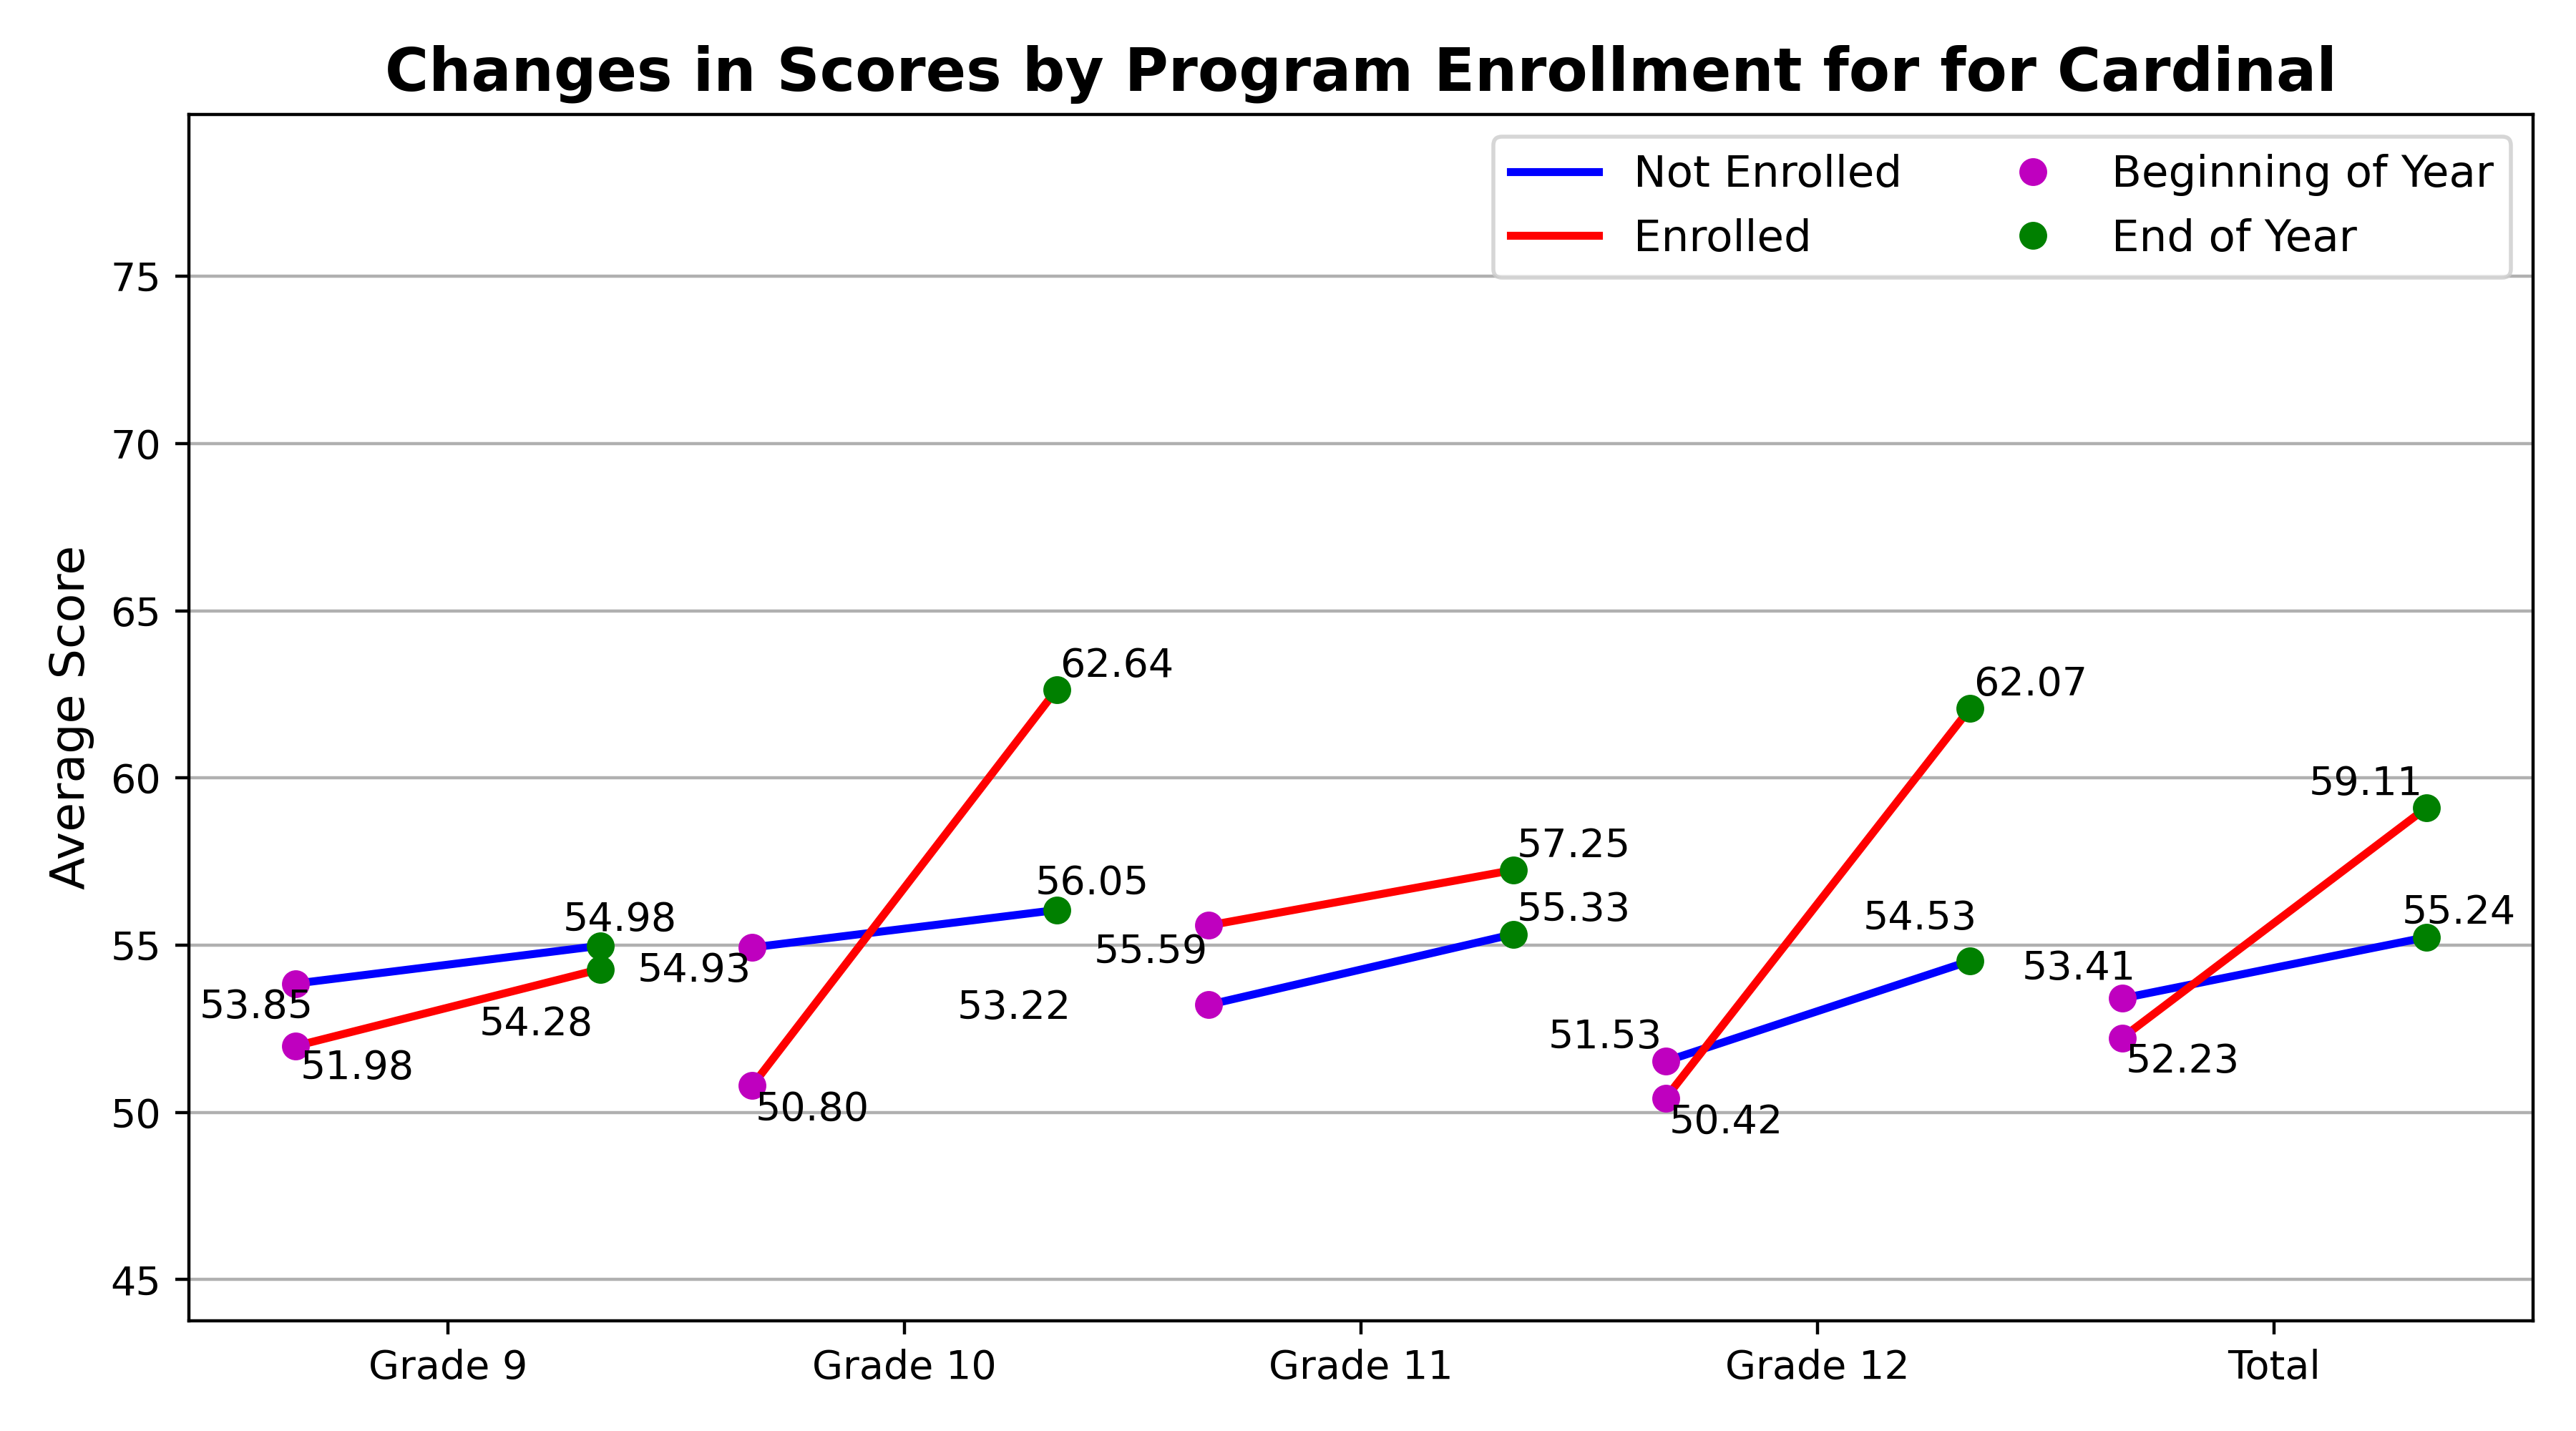 Changes in Scores by Program Enrollment for for Cardinal
Not Enrolled
Enrolled
Beginning of Year
End of Year
Average Score
75
70
65
60
55
50
45
53.85
51.98
54.98
54.28
54.93
50.80
62.64
56.05
55.59
53.22
57.25
55.33
51.53
50.42
62.07
54.53
53.41
52.23
59.11
55.24
Grade 9
Grade 10
Grade 11
Grade 12
Total